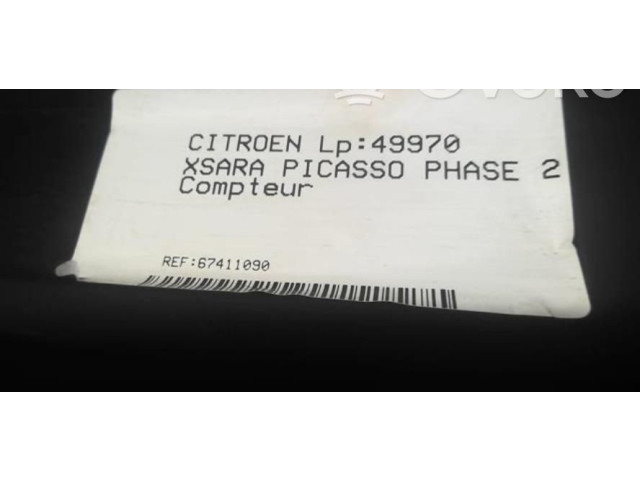 CITROEN Lp:49970
XSARA PICASSO PHASE 2
Compteur
REF:67411090